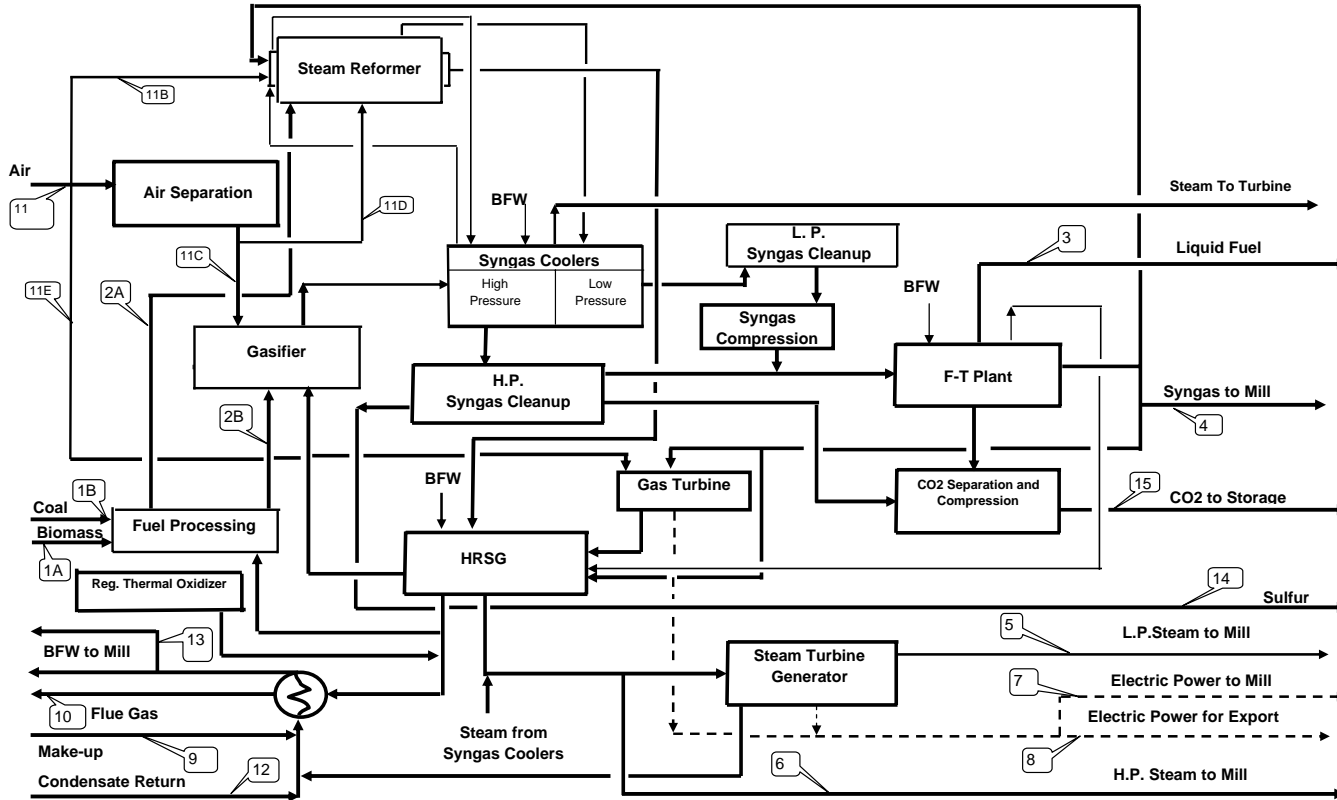 Steam Reformer
11B
Air
11
Air Separation
11D
BFW
Steam To Turbine
L. P.
Syngas Cleanup
3
Liquid Fuel
11C
Syngas Coolers
High
Pressure
Low
Pressure
11E
2A
BFW
Syngas
Compression
Gasifier
F-T Plant
H.P.
Syngas Cleanup
Syngas to Mill
4
2B
BFW
Gas Turbine
CO2 Separation and
Compression
15
CO2 to Storage
1B
Coal
Biomass
Fuel Processing
1A
HRSG
Reg. Thermal Oxidizer
14
Sulfur
13
BFW to Mill
5
L.P.Steam to Mill
Steam Turbine
Generator
7
Electric Power to Mill
10
Flue Gas
Electric Power for Export
Steam from
Syngas Coolers
Make-up
9
8
6
H.P. Steam to Mill
Condensate Return
12